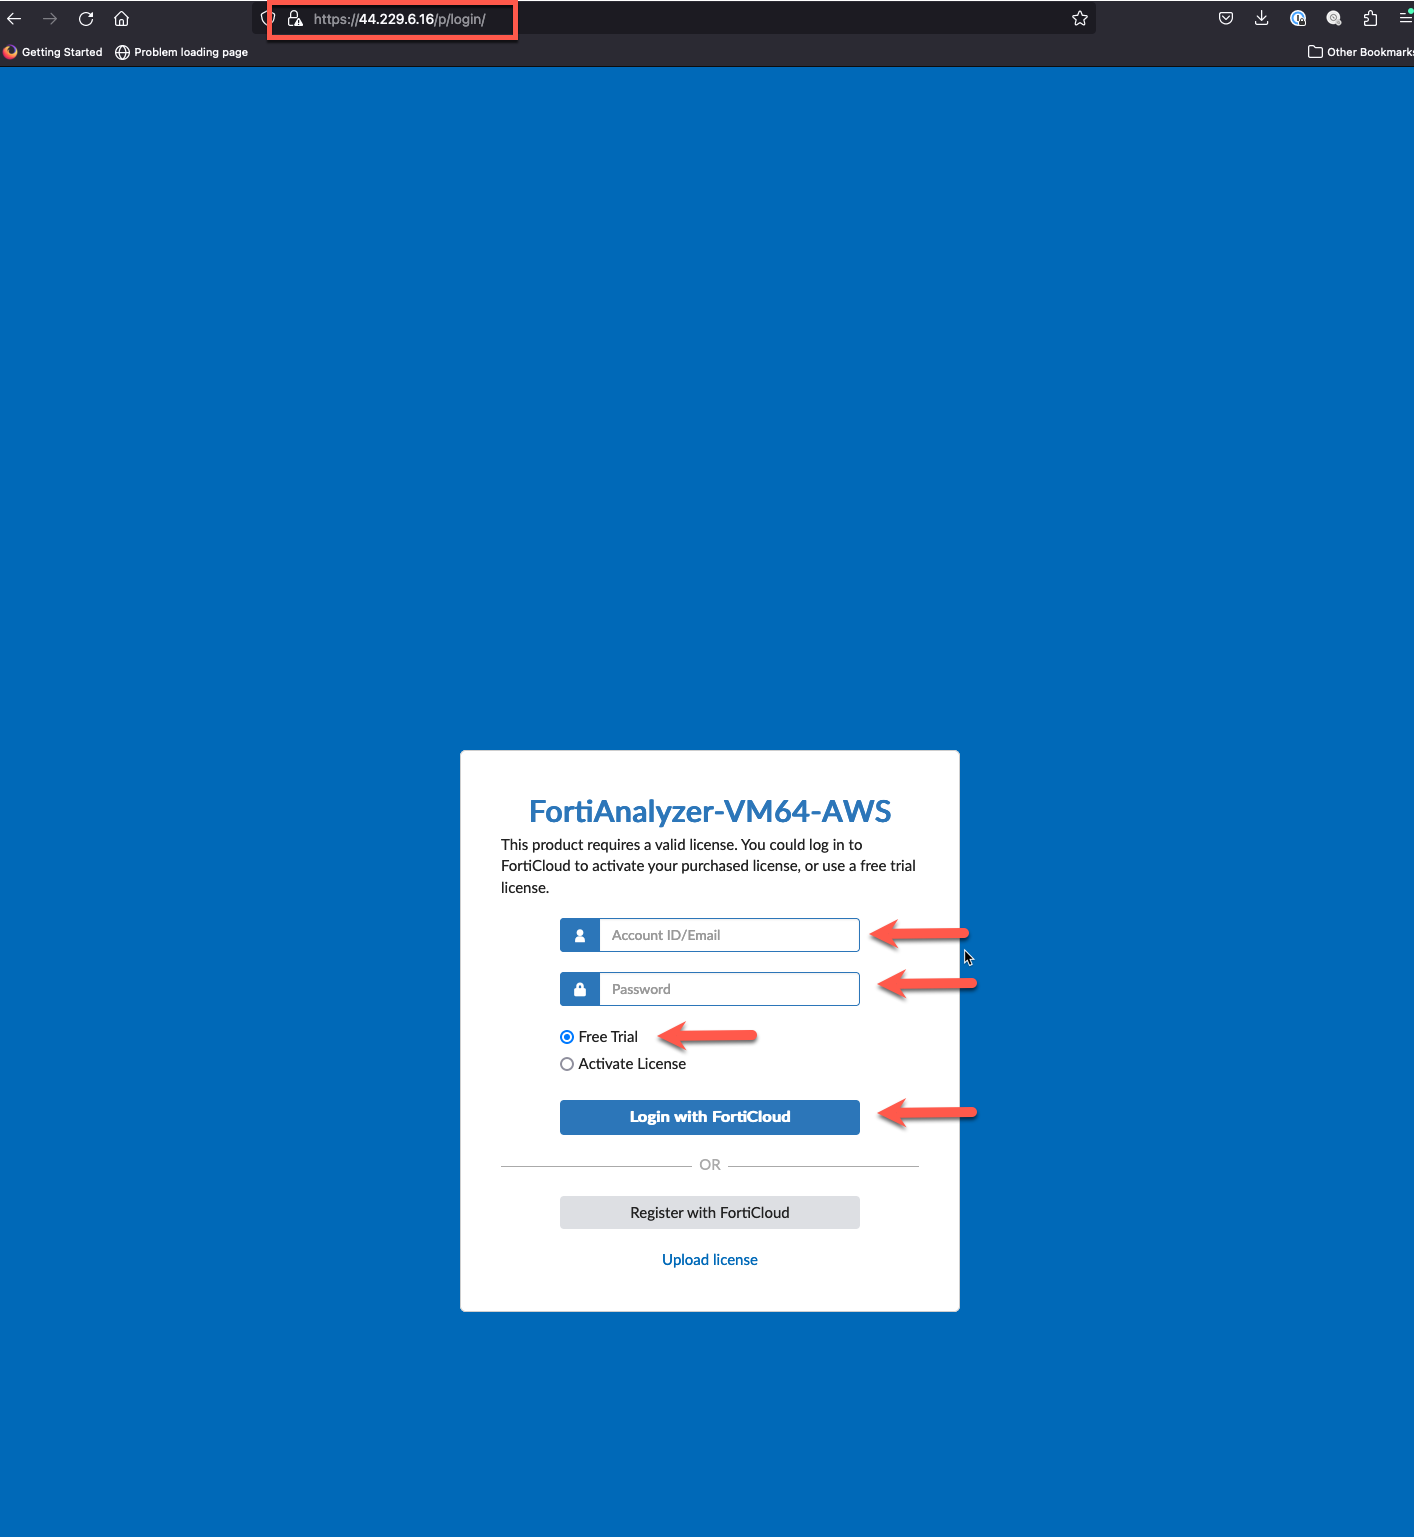 https://44.229.6.16/p/login/
Getting Started
Problem loading page
Other Bookmarks
FortiAnalyzer-VM64-AWS
This product requires a valid license. You could log in to
FortiCloud to activate your purchased license, or use a free trial
license.
Account ID/Email
Password
Free Trial
Activate License
Login with FortiCloud
OR
Register with FortiCloud
Upload license